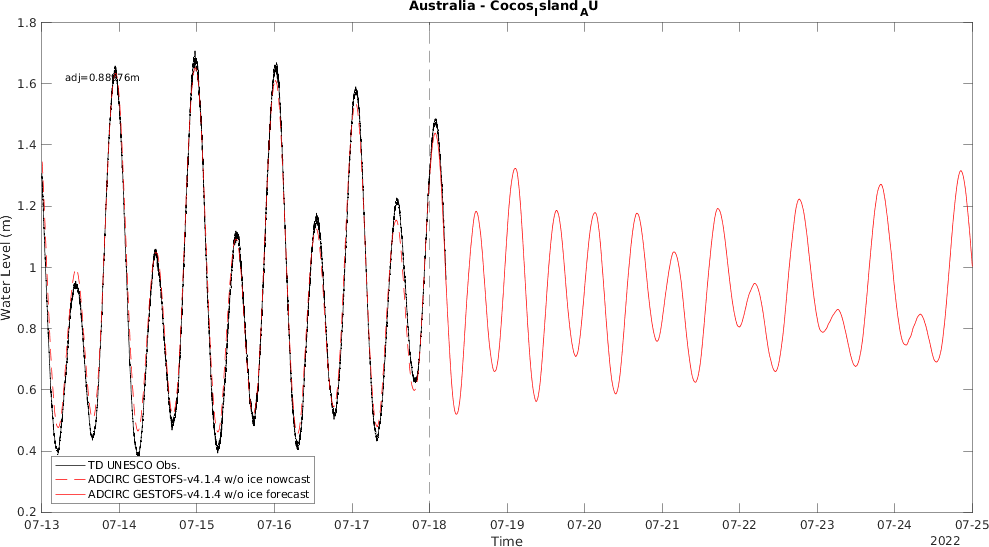 Australia - Cocos_Island_AU
1.8
adj=0.88 76m
1.6
1.4
1.2
1
0.8
0.6
0.4
0.2
Water Level (m)
TD UNESCO Obs.
ADCIRC GESTOFS-v4.1.4 w/o ice nowcast
ADCIRC GESTOFS-v4.1.4 w/o ice forecast
07-13 07-14 07-15 07-16 07-17 07-18 07-19 07-20 07-21 07-22 07-23 07-24 07-25
Time
2022